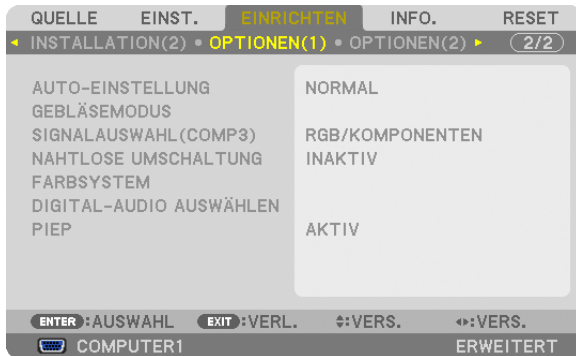 QUELLE EINST. EINRICHTEN INFO. RESET
INSTALLATION(2) • OPTIONEN(1) • OPTIONEN(2) 2/2
AUTO-EINSTELLUNG NORMAL
GEBLÄSEMODUS
SIGNALAUSWAHL(COMP3) RGB/KOMPONENTEN
NAHTLOSE UMSCHALTUNG INAKTIV
FARBSYSTEM
DIGITAL-AUDIO AUSWÄHLEN
PIEP AKTIV
ENTER :AUSWAHL EXIT :VERL. :VERS. :VERS.
COMPUTER1 ERWEITERT